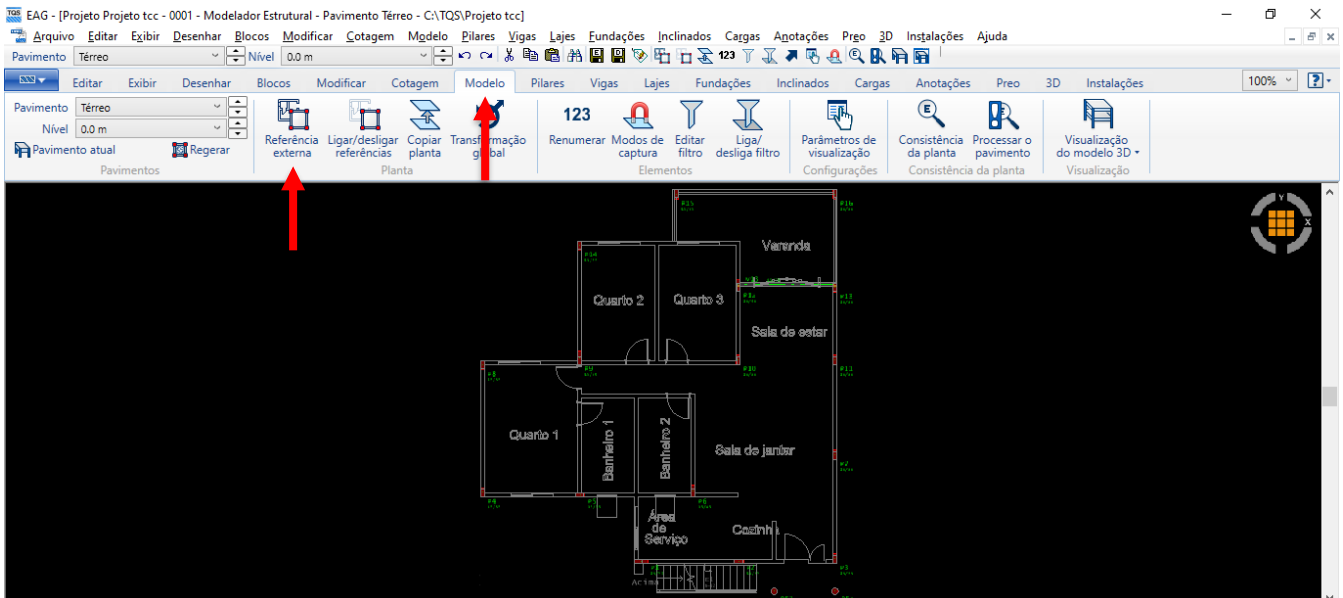 TQS EAG - [Projeto Projeto tcc - 0001 - Modelador Estrutural - Pavimento Térreo - C:\TQS\Projeto tcc]
Arquivo Editar Exibir Desenhar Blocos Modificar Cotagem Modelo Pilares Vigas Lajes Fundações Inclinados Cargas Anotações Preo 3D Instalações Ajuda
Pavimento Térreo Nível 0.0 m 123
Editar Exibir Desenhar Blocos Modificar Cotagem Modelo Pilares Vigas Lajes Fundações Inclinados Cargas Anotações Preo 3D Instalações 100% ?
Pavimento Térreo
Nível 0.0 m
Pavimento atual Regerar
Pavimentos
Referência externa
Ligar/desligar referências
Copiar planta
Planta
123
Renumerar
Modos de captura
Editar filtro
Liga/ desliga filtro
Elementos
Parâmetros de visualização
Configurações
Consistência da planta
Processar o pavimento
Consistência da planta
Visualização do modelo 3D
Visualização
Y
X
Varanda
Quarto 2
Quarto 3
Sala de estar
Quarto 1
Banheiro 1
Banheiro 2
Sala de jantar
Área
de
Serviço
Cozinha
Acima